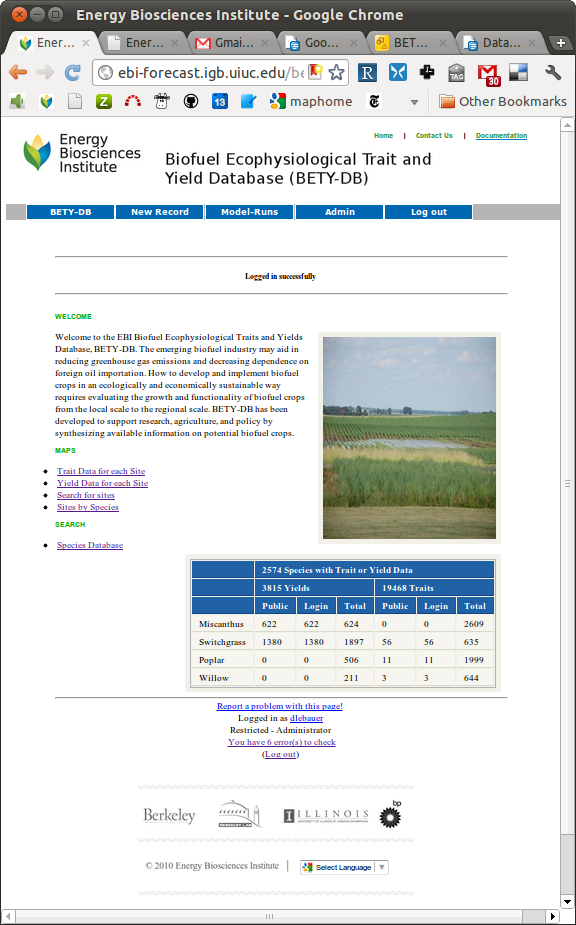 Energy Biosciences Institute - Google Chrome
Ener...
Ener...
Gmai...
Goo...
BET...
Data...
ebi-forecast.igb.uiuc.edu/be
R
TAG
30
Z
13
maphome
T
Other Bookmarks
Energy
Biosciences
Institute
Home | Contact Us | Documentation
Biofuel Ecophysiological Trait and
Yield Database (BETY-DB)
BETY-DB New Record Model-Runs Admin Log out
Logged in successfully
WELCOME
Welcome to the EBI Biofuel Ecophysiological Traits and Yields
Database, BETY-DB. The emerging biofuel industry may aid in
reducing greenhouse gas emissions and decreasing dependence on
foreign oil importation. How to develop and implement biofuel
crops in an ecologically and economically sustainable way
requires evaluating the growth and functionality of biofuel crops
from the local scale to the regional scale. BETY-DB has been
developed to support research, agriculture, and policy by
synthesizing available information on potential biofuel crops.
MAPS
Trait Data for each Site
Yield Data for each Site
Search for sites
Sites by Species
SEARCH
Species Database
2574 Species with Trait or Yield Data
3815 Yields 19468 Traits
Public Login Total Public Login Total
Miscanthus 622 622 624 0 0 2609
Switchgrass 1380 1380 1897 56 56 635
Poplar 0 0 506 11 11 1999
Willow 0 0 211 3 3 644
Report a problem with this page!
Logged in as dlebauer
Restricted - Administrator
You have 6 error(s) to check
(Log out)
Berkeley
BERKELEY LAB
ILLINOIS
UNIVERSITY OF ILLINOIS AT URBANA-CHAMPAIGN
bp
© 2010 Energy Biosciences Institute |
Select Language